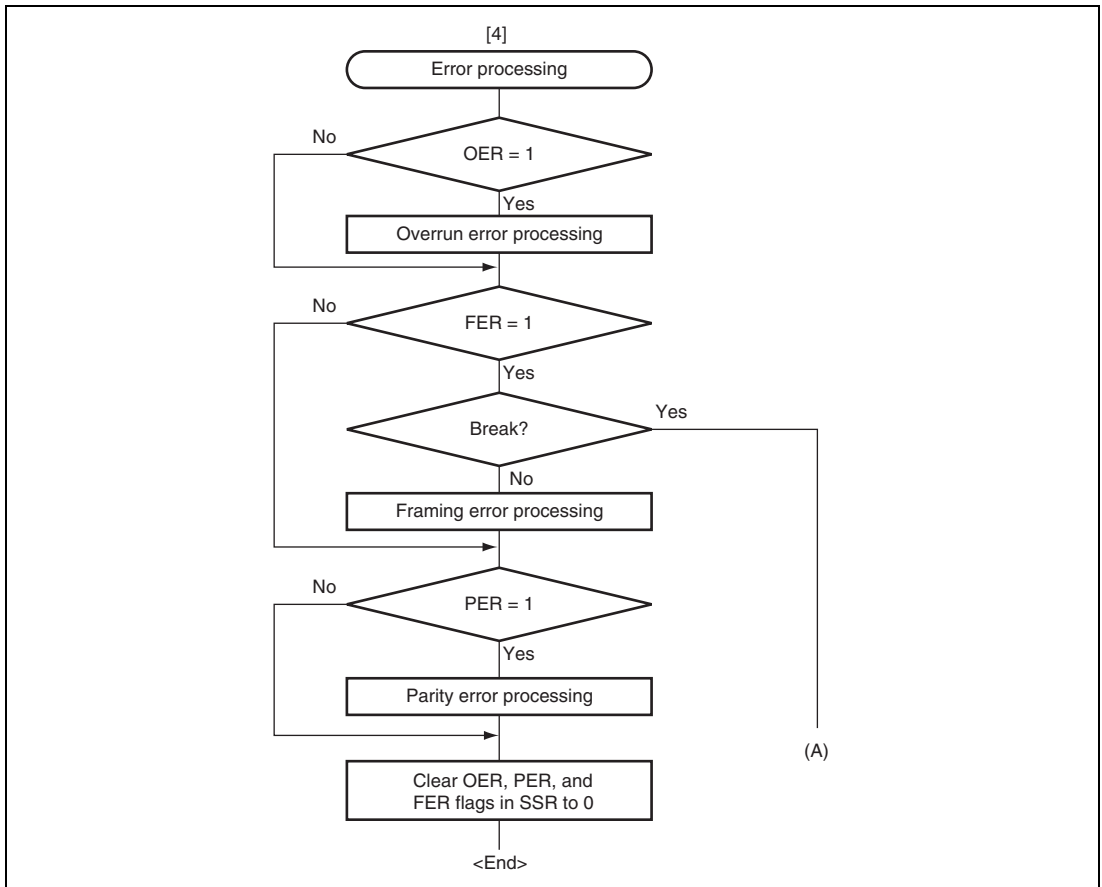 [4]
Error processing
No
OER = 1
Yes
Overrun error processing
No
FER = 1
Yes
Break?
Yes
No
Framing error processing
No
PER = 1
Yes
Parity error processing
(A)
Clear OER, PER, and
FER flags in SSR to 0
<End>